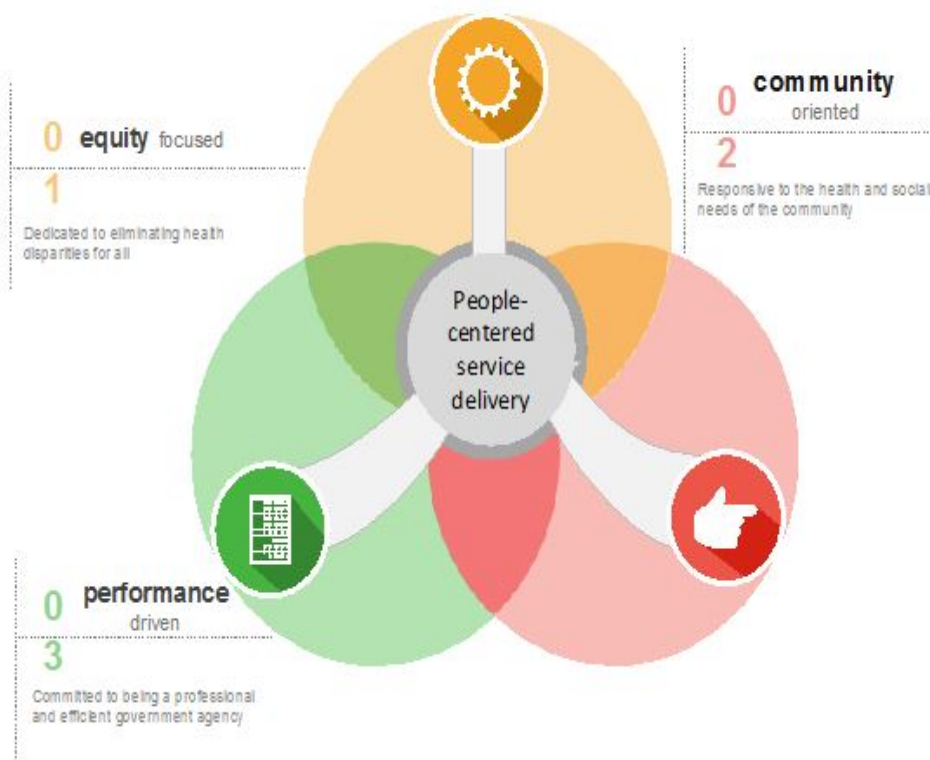 0
1
equity focused
Dedicated to eliminating health
disparities for all
0
2
community
oriented
Responsive to the health and social
needs of the community
People-
centered
service
delivery
0
3
performance
driven
Committed to being a professional
and efficient government agency